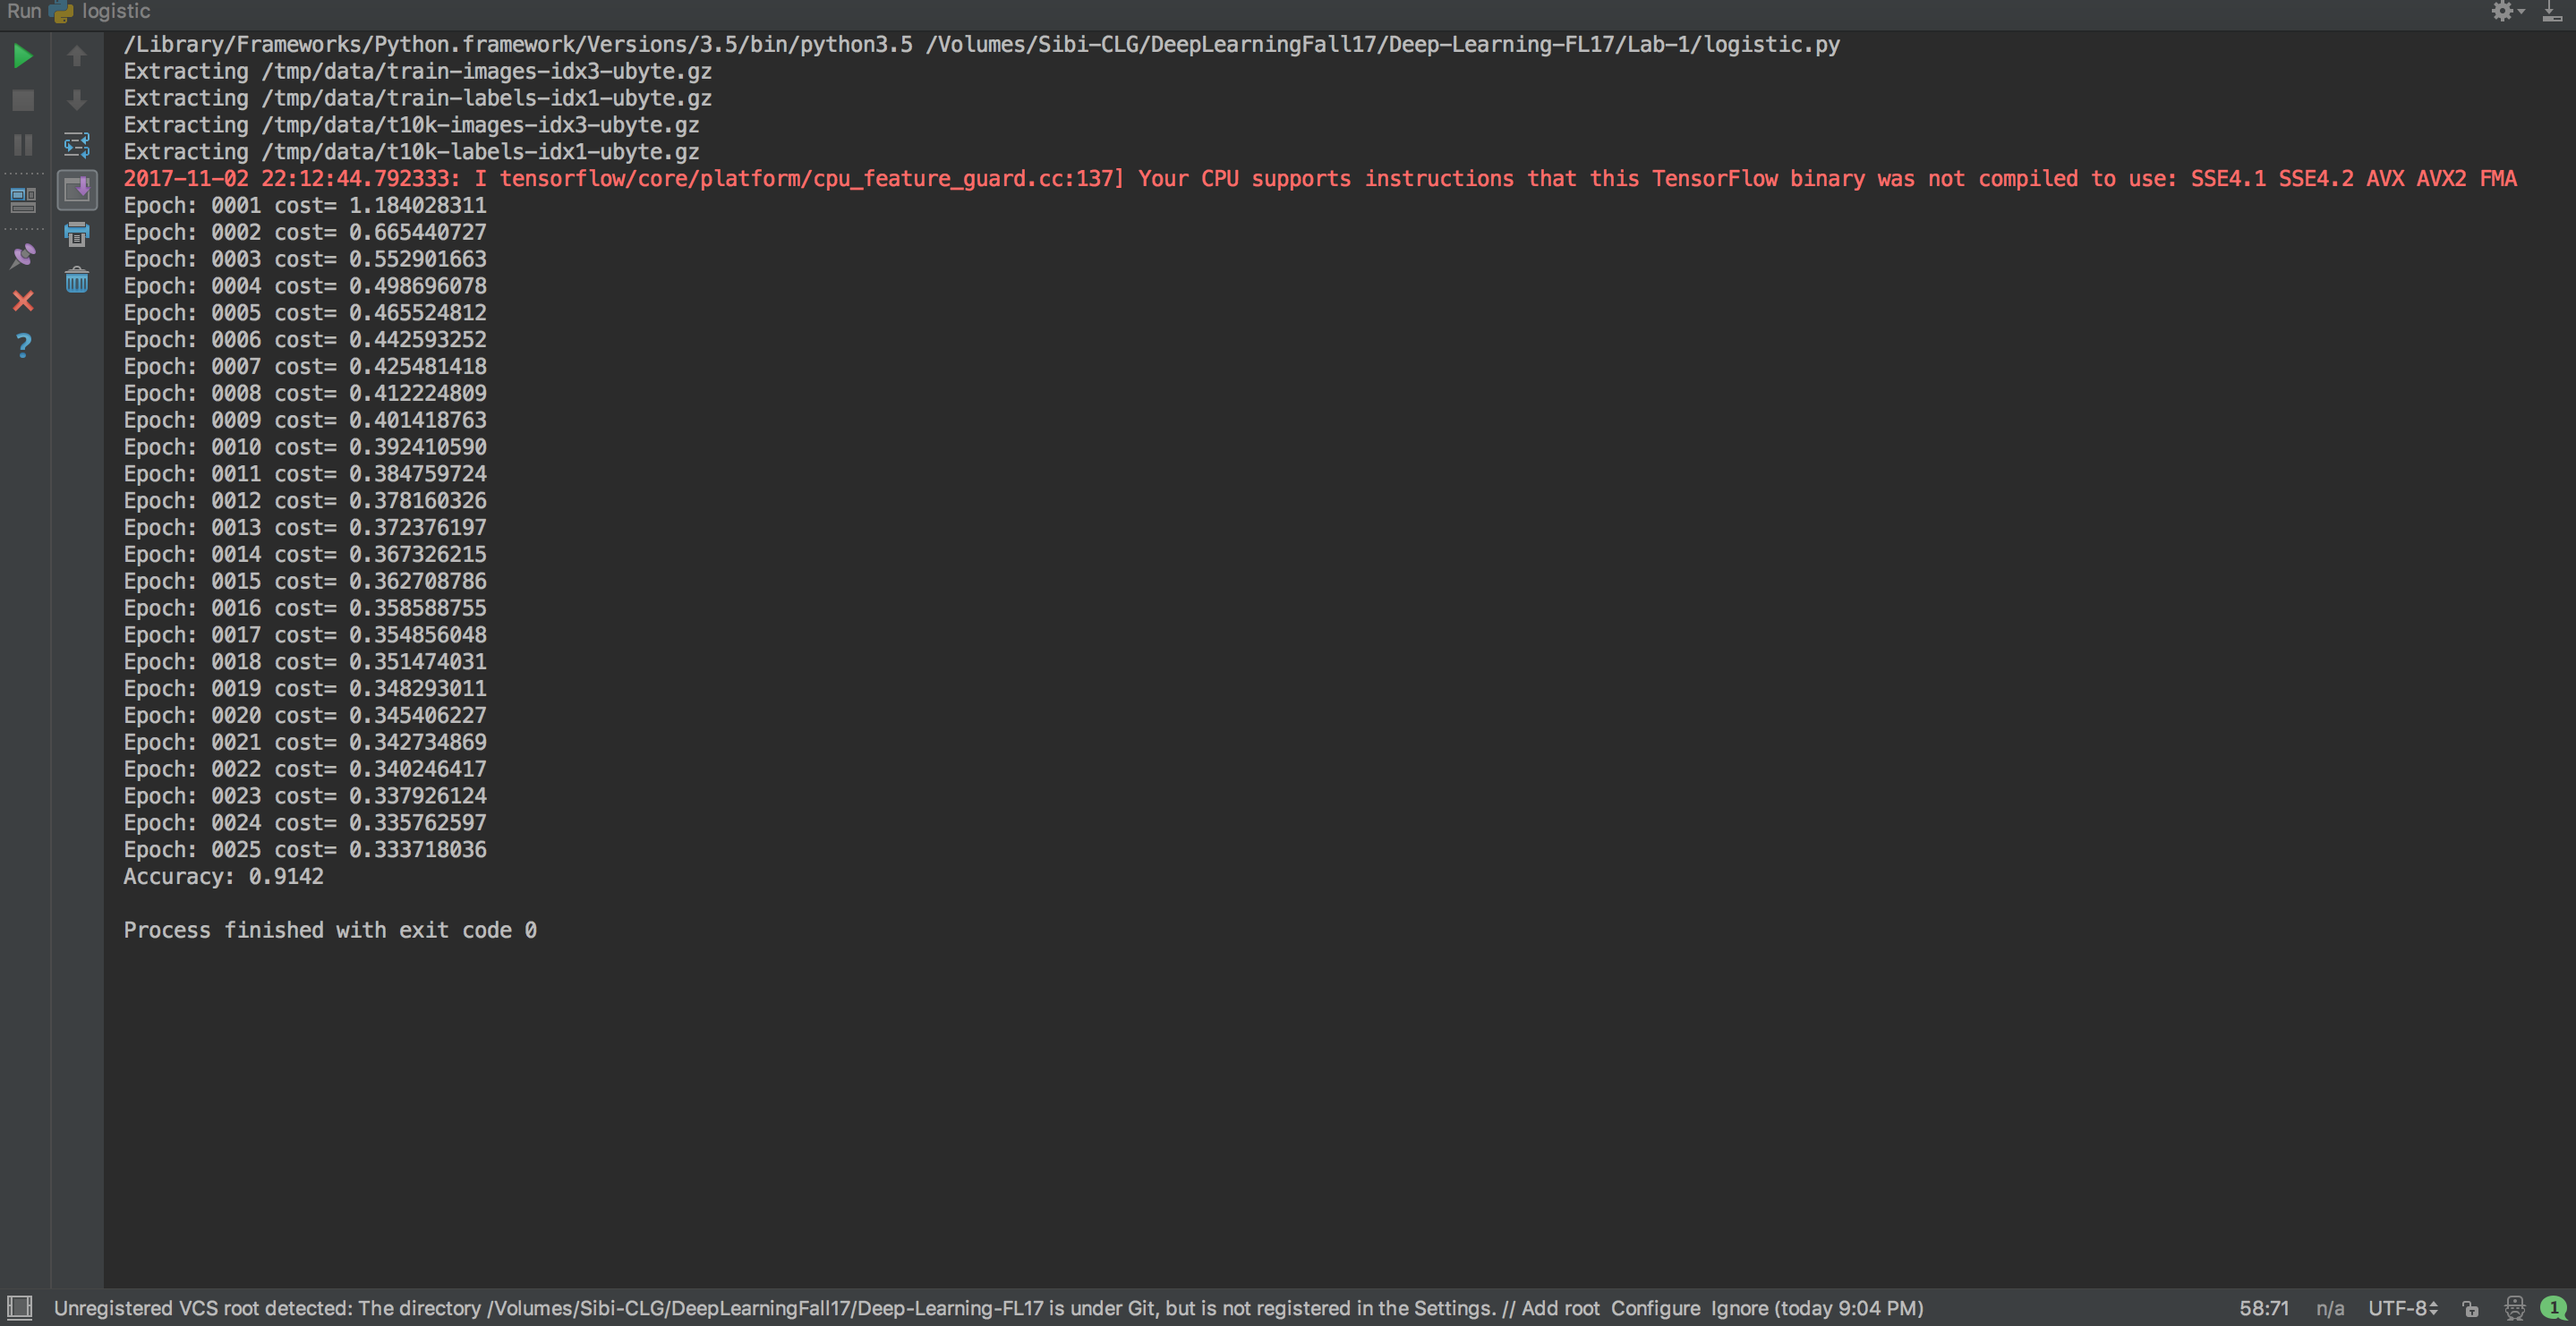 Run logistic
/Library/Frameworks/Python.framework/Versions/3.5/bin/python3.5 /Volumes/Sibi-CLG/DeepLearningFall17/Deep-Learning-FL17/Lab-1/logistic.py
Extracting /tmp/data/train-images-idx3-ubyte.gz
Extracting /tmp/data/train-labels-idx1-ubyte.gz
Extracting /tmp/data/t10k-images-idx3-ubyte.gz
Extracting /tmp/data/t10k-labels-idx1-ubyte.gz
2017-11-02 22:12:44.792333: I tensorflow/core/platform/cpu_feature_guard.cc:137] Your CPU supports instructions that this TensorFlow binary was not compiled to use: SSE4.1 SSE4.2 AVX AVX2 FMA
Epoch: 0001 cost= 1.184028311
Epoch: 0002 cost= 0.665440727
Epoch: 0003 cost= 0.552901663
Epoch: 0004 cost= 0.498696078
Epoch: 0005 cost= 0.465524812
Epoch: 0006 cost= 0.442593252
Epoch: 0007 cost= 0.425481418
Epoch: 0008 cost= 0.412224809
Epoch: 0009 cost= 0.401418763
Epoch: 0010 cost= 0.392410590
Epoch: 0011 cost= 0.384759724
Epoch: 0012 cost= 0.378160326
Epoch: 0013 cost= 0.372376197
Epoch: 0014 cost= 0.367326215
Epoch: 0015 cost= 0.362708786
Epoch: 0016 cost= 0.358588755
Epoch: 0017 cost= 0.354856048
Epoch: 0018 cost= 0.351474031
Epoch: 0019 cost= 0.348293011
Epoch: 0020 cost= 0.345406227
Epoch: 0021 cost= 0.342734869
Epoch: 0022 cost= 0.340246417
Epoch: 0023 cost= 0.337926124
Epoch: 0024 cost= 0.335762597
Epoch: 0025 cost= 0.333718036
Accuracy: 0.9142
Process finished with exit code 0
Unregistered VCS root detected: The directory /Volumes/Sibi-CLG/DeepLearningFall17/Deep-Learning-FL17 is under Git, but is not registered in the Settings. // Add root Configure Ignore (today 9:04 PM) 58:71 n/a UTF-8 1